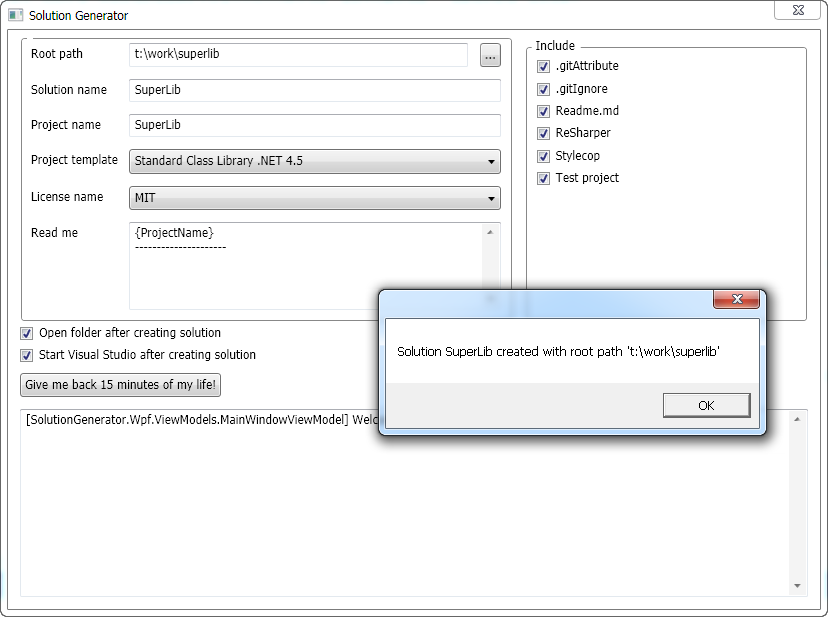 Solution Generator
Root path
t:\work\superlib
...
Solution name
SuperLib
Project name
SuperLib
Project template
Standard Class Library .NET 4.5
License name
MIT
Read me
{ProjectName}
---------------------
Include
.gitAttribute
.gitIgnore
Readme.md
ReSharper
Stylecop
Test project
Open folder after creating solution
Start Visual Studio after creating solution
Give me back 15 minutes of my life!
[SolutionGenerator.Wpf.ViewModels.MainWindowViewModel]
Solution SuperLib created with root path 't:\work\superlib'
OK